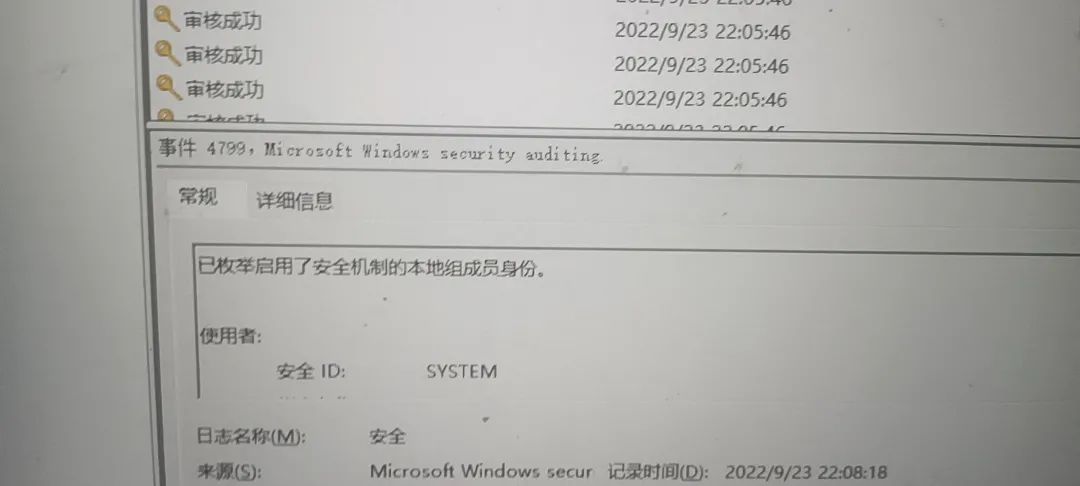 审核成功 2022/9/23 22:05:46
审核成功 2022/9/23 22:05:46
审核成功 2022/9/23 22:05:46
事件 4799，Microsoft Windows security auditing.
常规 详细信息
已枚举启用了安全机制的本地组成员身份。
使用者:
安全 ID: SYSTEM
日志名称(M): 安全
来源(S): Microsoft Windows secur 记录时间(D): 2022/9/23 22:08:18